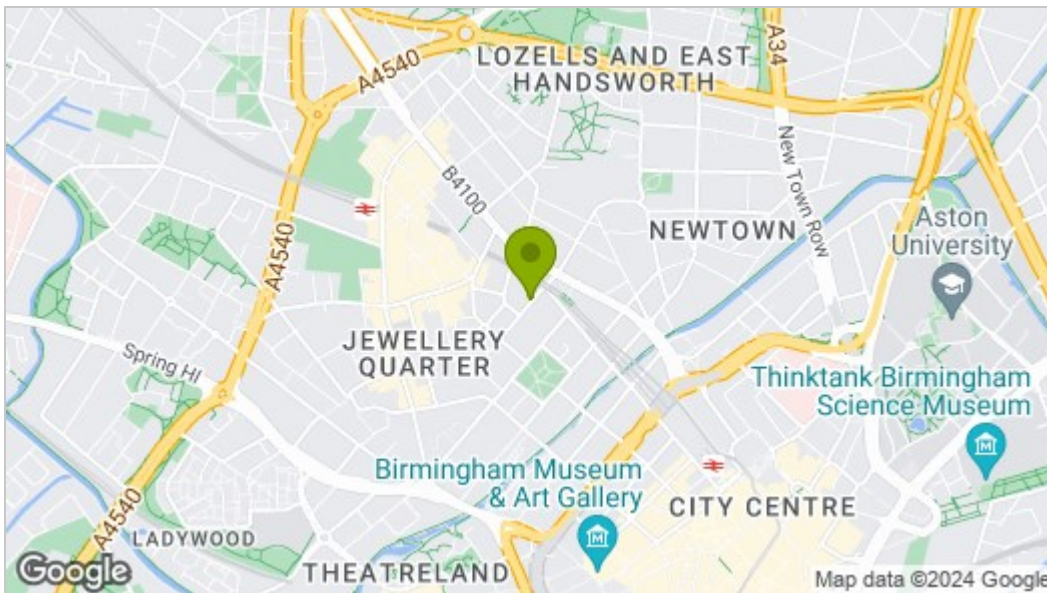 A4540
LOZELLS AND EAST
HANDSWORTH
A34
B4100
New Town Row
NEWTOWN
Aston
University
A4540
JEWELLERY
QUARTER
Spring Hl
Thinktank Birmingham
Science Museum
M
Birmingham Museum
& Art Gallery
M
CITY CENTRE
A4540
LADYWOOD
THEATRELAND
Google
Map data ©2024 Google